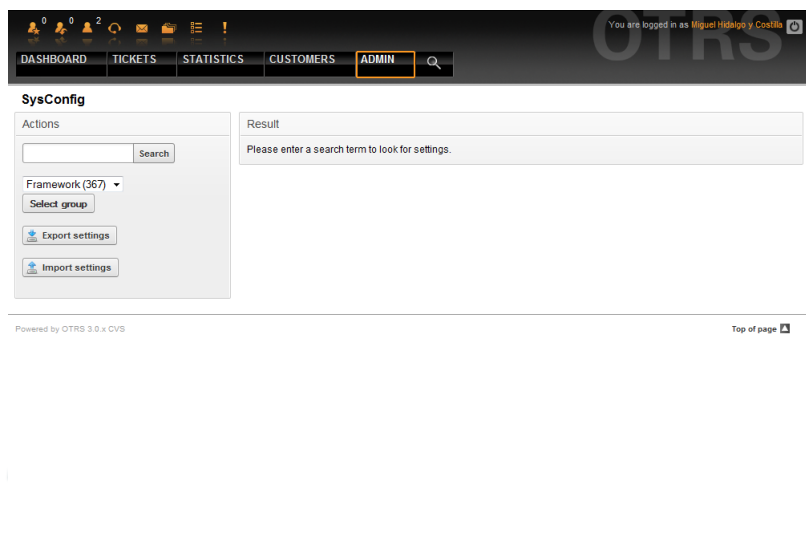 0 0 2 !
You are logged in as Miguel Hidalgo y Costilla
OTRS
DASHBOARD TICKETS STATISTICS CUSTOMERS ADMIN
SysConfig
Actions
Result
Search
Please enter a search term to look for settings.
Framework (367)
Select group
Export settings
Import settings
Powered by OTRS 3.0.x CVS
Top of page